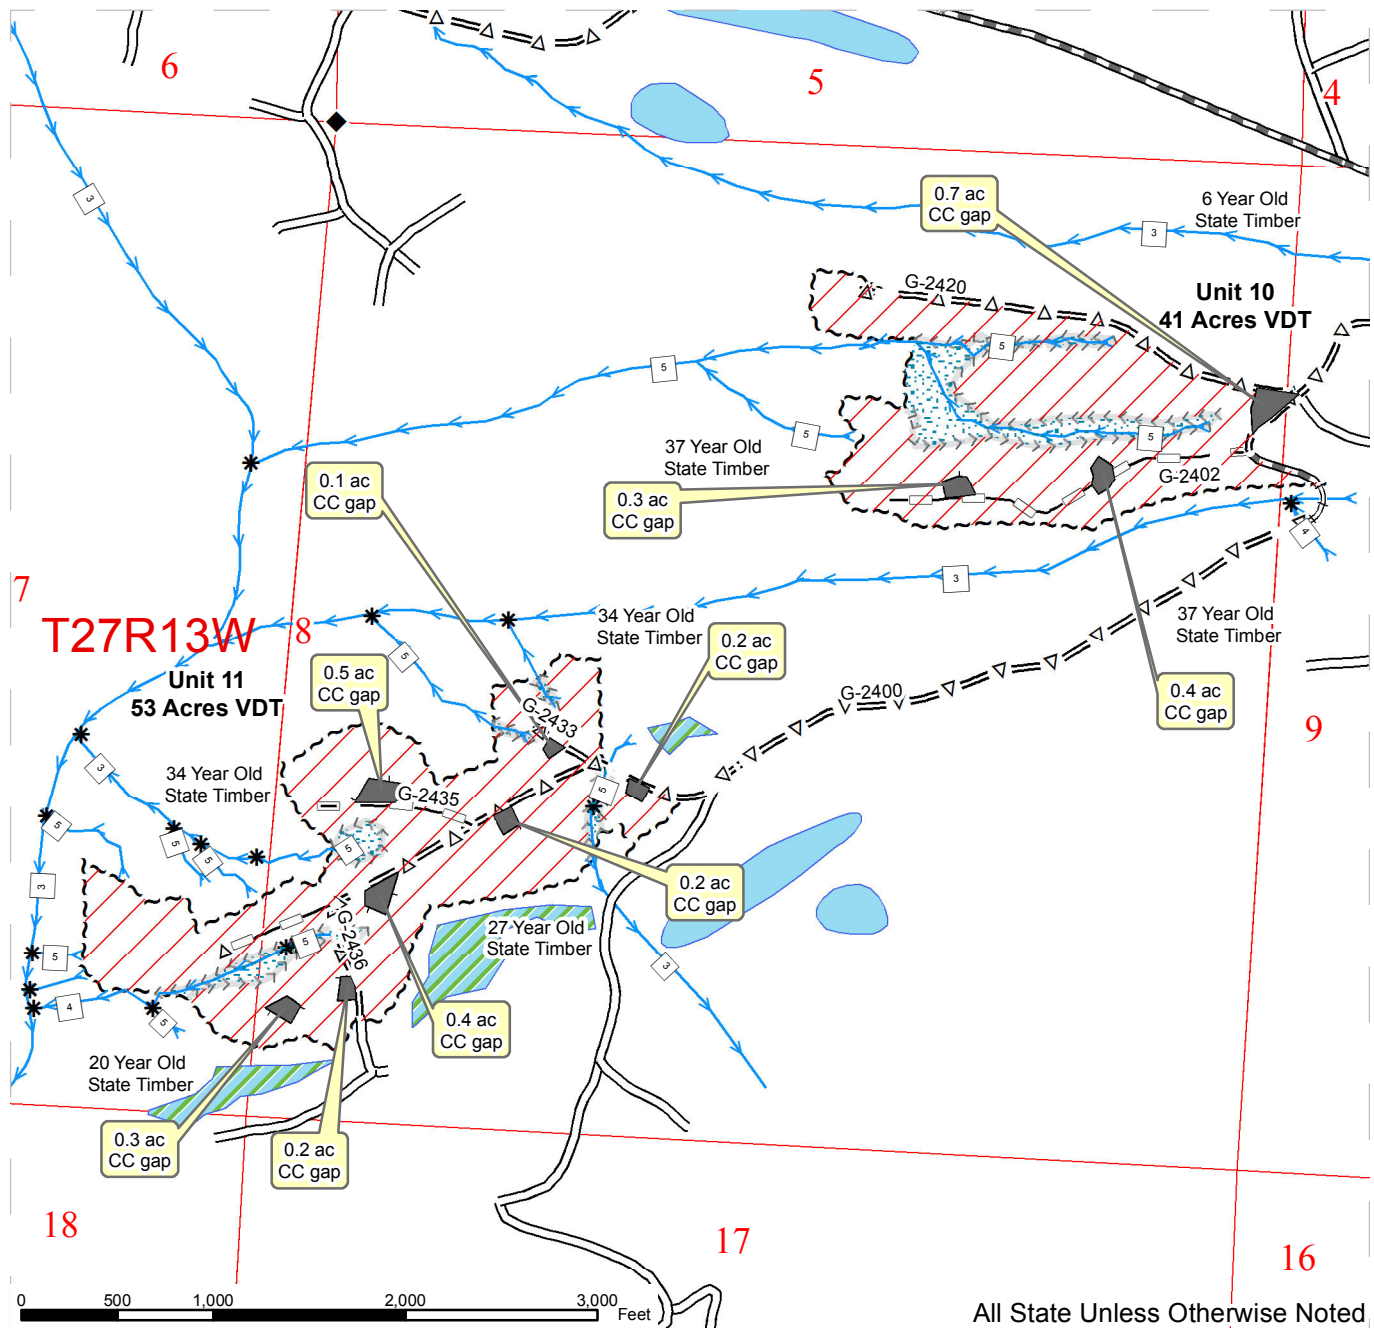 6
5
4
0.7 ac
CC gap
6 Year Old
State Timber
3
3
G-2420
Unit 10
41 Acres VDT
5
5
5
5
37 Year Old
State Timber
0.1 ac
CC gap
0.3 ac
CC gap
G-2402
4
3
7
T27R13W
8
34 Year Old
State Timber
37 Year Old
State Timber
0.2 ac
CC gap
5
Unit 11
53 Acres VDT
0.5 ac
CC gap
G-2433
G-2400
0.4 ac
CC gap
9
3
34 Year Old
State Timber
G-2435
5
5
5
5
5
3
0.2 ac
CC gap
27 Year Old
State Timber
G-2436
5
5
3
4
5
0.4 ac
CC gap
20 Year Old
State Timber
0.3 ac
CC gap
0.2 ac
CC gap
18
17
16
0 500 1,000 2,000 3,000
Feet
All State Unless Otherwise Noted